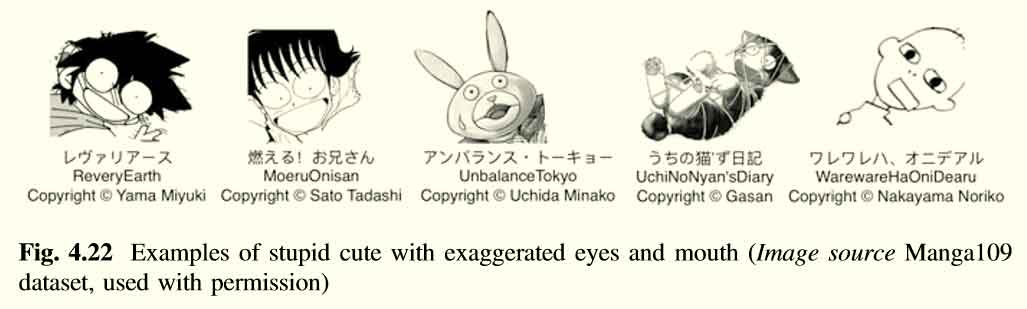 レヴァリアース
ReveryEarth
Copyright © Yama Miyuki
燃える! お兄さん
MoeruOnisan
Copyright © Sato Tadashi
アンバランス・トーキョー
UnbalanceTokyo
Copyright © Uchida Minako
うちの猫'ず日記
UchiNoNyan'sDiary
Copyright © Gasan
ワレワレハ、オニデアル
WarewareHaOniDearu
Copyright © Nakayama Noriko
Fig. 4.22 Examples of stupid cute with exaggerated eyes and mouth (Image source Manga109
dataset, used with permission)